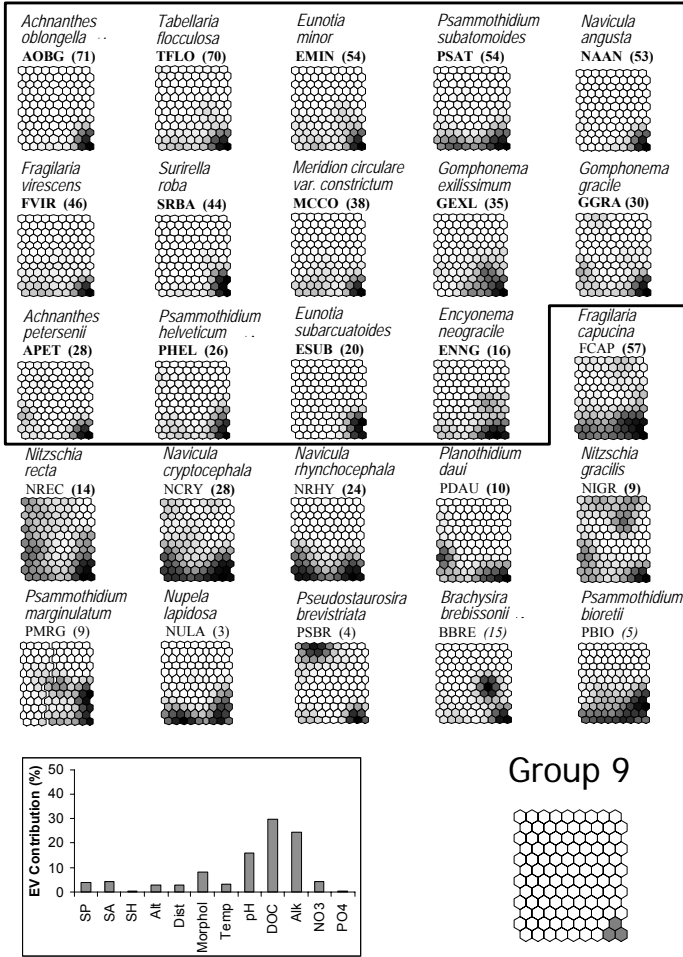 Achnanthes oblongella ..
AOBG (71)
Tabellaria flocculosa
TFLO (70)
Eunotia minor
EMIN (54)
Psammothidium subatomoides
PSAT (54)
Navicula angusta
NAAN (53)
Fragilaria virescens
FVIR (46)
Surirella roba
SRBA (44)
Meridion circulare var. constrictum
MCCO (38)
Gomphonema exilissimum
GEXL (35)
Gomphonema gracile
GGRA (30)
Achnanthes petersenii
APET (28)
Psammothidium helveticum ..
PHEL (26)
Eunotia subarcuatoides
ESUB (20)
Encyonema neogracile
ENNG (16)
Fragilaria capucina
FCAP (57)
Nitzschia recta
NREC (14)
Navicula cryptocephala
NCRY (28)
Navicula rhynchocephala
NRHY (24)
Planothidium daui
PDAU (10)
Nitzschia gracilis
NIGR (9)
Psammothidium marginulatum
PMRG (9)
Nupela lapidosa
NULA (3)
Pseudostaurosira brevistriata
PSBR (4)
Brachysira brebissonii ..
BBRE (15)
Psammothidium bioretii
PBIO (5)
EV Contribution (%)
50
40
30
20
10
0
SP
SA
SH
Alt
Dist
Morphol
Temp
pH
DOC
Alk
NO3
PO4
Group 9